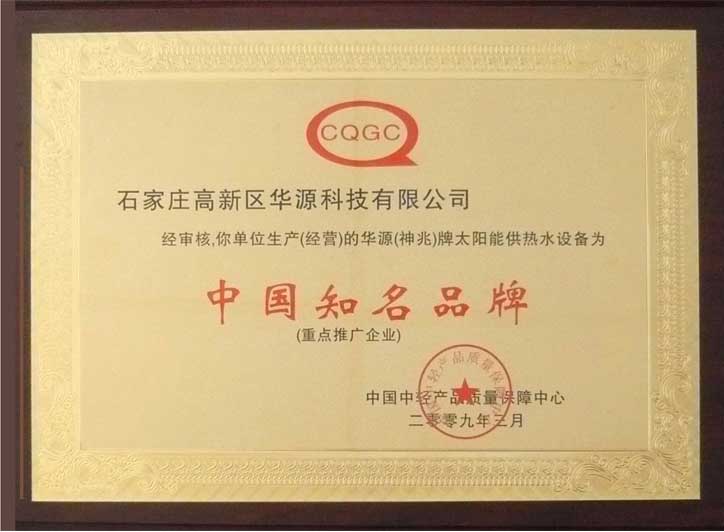 CQGC
石家庄高新区华源科技有限公司
经审核,你单位生产(经营)的华源(神兆)牌太阳能供热水设备为
中国知名品牌
(重点推广企业)
中国中轻产品质量保障中心
二零零九年三月